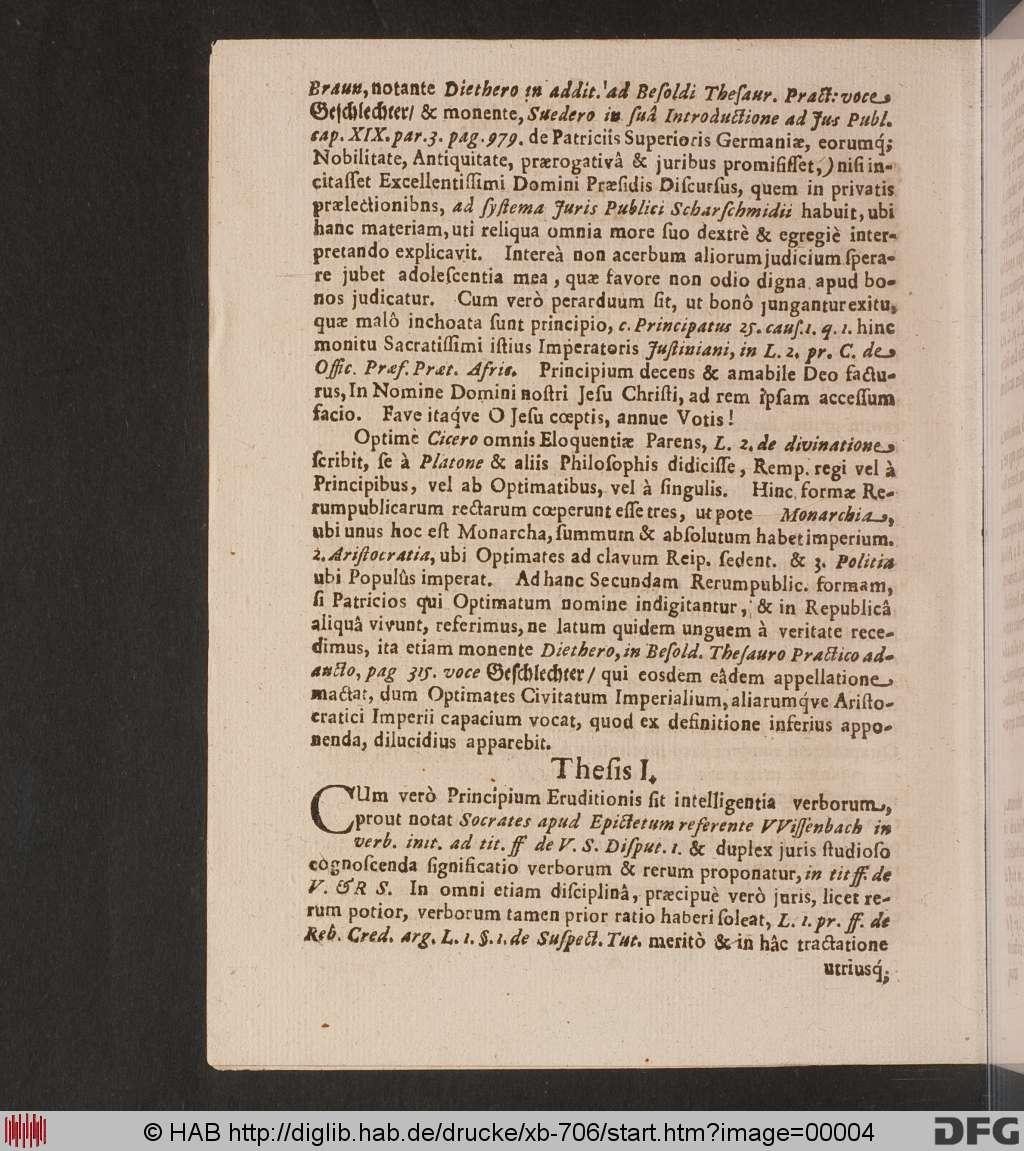 Braun, notante Diethero in addit. ad Beſoldi Theſaur. Pract: voce
Geſchlechter/ & monente, Suedero in ſuâ Introductione ad Jus Publ.
cap. XIX. par. 3. pag. 979. de Patriciis Superioris Germaniæ, eorumq́;
Nobilitate, Antiquitate, prærogativâ & juribus promiſiſſet,) niſi in-
citaſſet Excellentiſſimi Domini Præſidis Diſcurſus, quem in privatis
prælectionibns, ad ſyſtema Juris Publici Scharſchmidii habuit, ubi
hanc materiam, uti reliqua omnia more ſuo dextrè & egregiè inter-
pretando explicavit. Intereà non acerbum aliorum judicium ſpera-
re jubet adoleſcentia mea, quæ favore non odio digna apud bo-
nos judicatur. Cum verò perarduum ſit, ut bonô jungantur exitu,
quæ malô inchoata ſunt principio, c. Principatus 25. cauſ. 1. q. 1. hinc
monitu Sacratiſſimi iſtius Imperatoris Juſtiniani, in L. 2. pr. C. de
Offic. Præf. Præt. Afric. Principium decens & amabile Deo factu-
rus, In Nomine Domini noſtri Jeſu Chriſti, ad rem ipſam acceſſum
facio. Fave itaq́ve O Jeſu cœptis, annue Votis!
Optimè Cicero omnis Eloquentiæ Parens, L. 2. de divinatione
ſcribit, ſe à Platone & aliis Philoſophis didiciſſe, Remp. regi vel à
Principibus, vel ab Optimatibus, vel à ſingulis. Hinc formæ Re-
rumpublicarum rectarum cœperunt eſſe tres, ut pote Monarchia,
ubi unus hoc eſt Monarcha, ſummum & abſolutum habet imperium.
2. Ariſtocratia, ubi Optimates ad clavum Reip. ſedent. & 3. Politia
ubi Populûs imperat. Ad hanc Secundam Rerumpublic. formam,
ſi Patricios qui Optimatum nomine indigitantur, & in Republicâ
aliquâ vivunt, referimus, ne latum quidem unguem à veritate rece-
dimus, ita etiam monente Diethero, in Beſold. Theſauro Practico ad-
aucto, pag 315. voce Geſchlechter/ qui eosdem eâdem appellatione
mactat, dum Optimates Civitatum Imperialium, aliarumq́ve Ariſto-
cratici Imperii capacium vocat, quod ex definitione inferius appo-
nenda, dilucidius apparebit.
Theſis I.
CUm verò Principium Eruditionis ſit intelligentia verborum,
prout notat Socrates apud Epictetum referente VViſſenbach in
verb. init. ad tit. ff de V. S. Diſput. 1. & duplex juris ſtudioſo
cognoſcenda ſignificatio verborum & rerum proponatur, in tit ff. de
V. & R S. In omni etiam diſciplinâ, præcipuè verò juris, licet re-
rum potior, verborum tamen prior ratio haberi ſoleat, L. 1. pr. ff. de
Reb. Cred. arg. L. 1. §. 1. de Suſpect. Tut. meritò & in hâc tractatione
utriusq́;
© HAB http://diglib.hab.de/drucke/xb-706/start.htm?image=00004
DFG